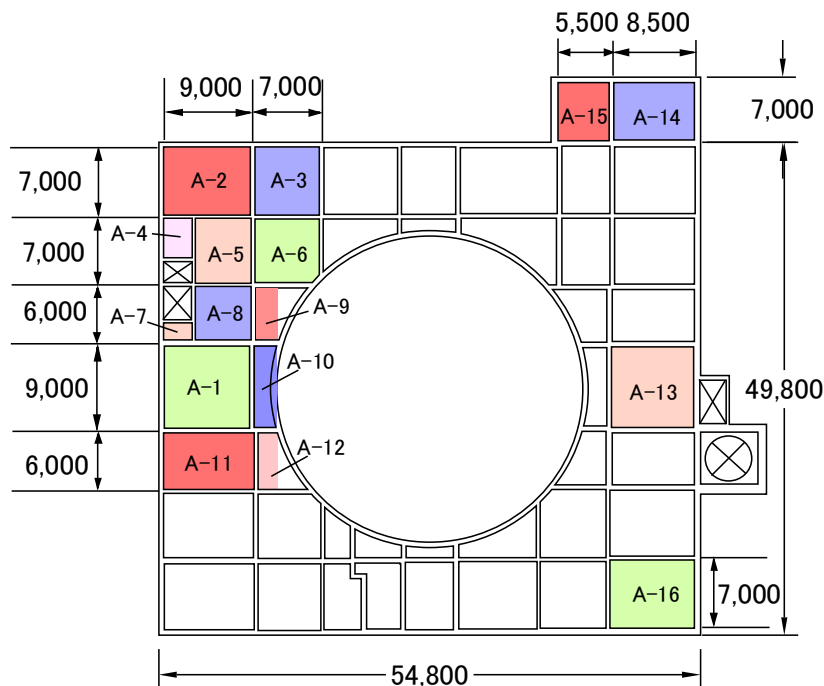 5,500 8,500
9,000 7,000
A-15 A-14 7,000
7,000 A-2 A-3
A-4
7,000 A-5 A-6
6,000 A-7 A-8 A-9
A-10
9,000 A-1 A-13 49,800
6,000 A-11 A-12
A-16 7,000
54,800